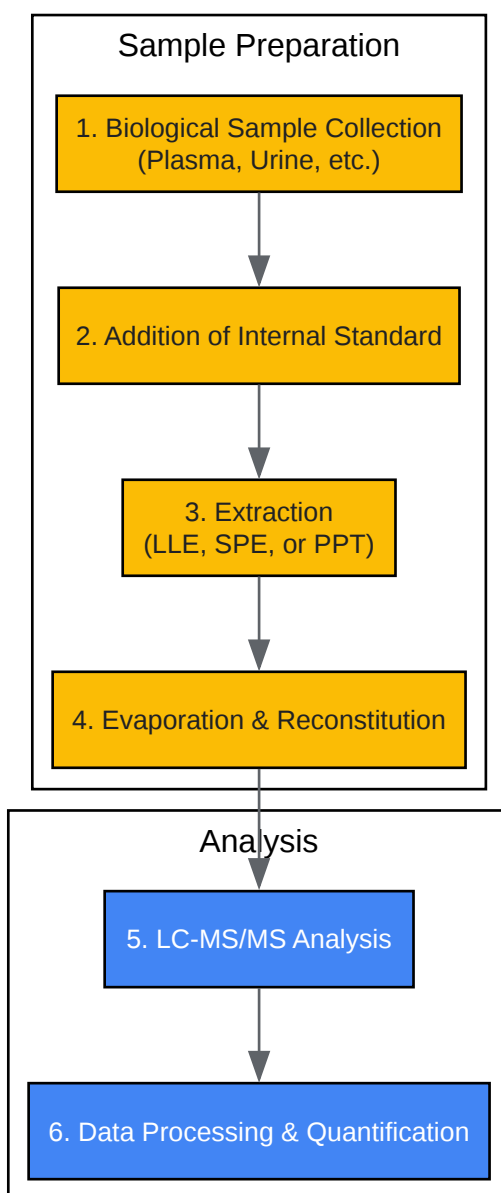 Sample Preparation
1. Biological Sample Collection
(Plasma, Urine, etc.)
2. Addition of Internal Standard
3. Extraction
(LLE, SPE, or PPT)
4. Evaporation & Reconstitution
Analysis
5. LC-MS/MS Analysis
6. Data Processing & Quantification